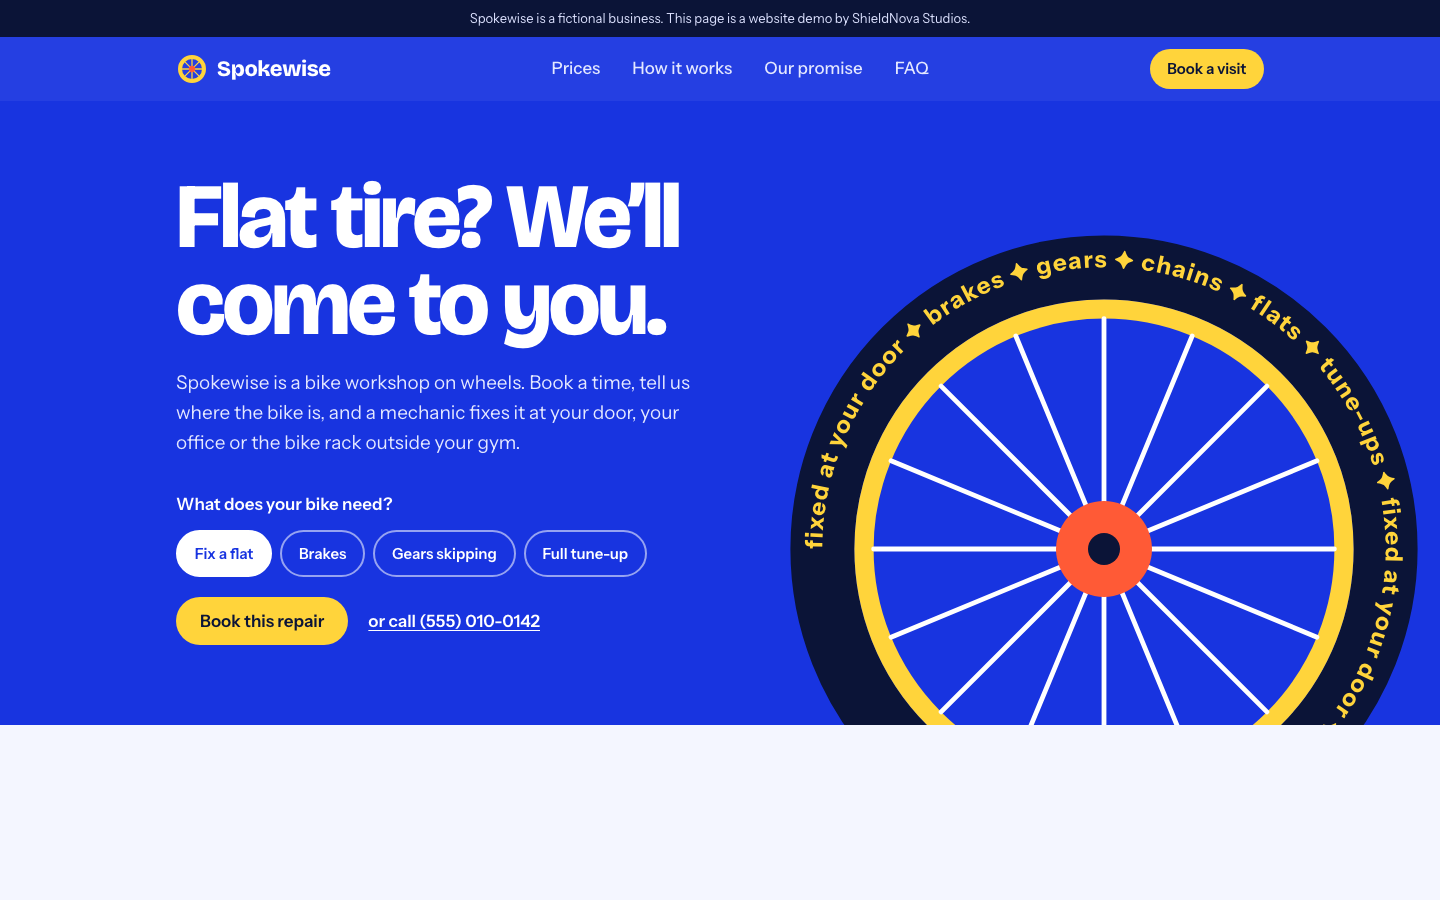 Spokewise is a fictional business. This page is a website demo by ShieldNova Studios.
Spokewise
Prices
How it works
Our promise
FAQ
Book a visit
Flat tire? We'll
come to you.
Spokewise is a bike workshop on wheels. Book a time, tell us
where the bike is, and a mechanic fixes it at your door, your
office or the bike rack outside your gym.
What does your bike need?
Fix a flat
Brakes
Gears skipping
Full tune-up
Book this repair
or call (555) 010-0142
fixed at your door ✦ brakes ✦ gears ✦ chains ✦ flats ✦ tune-ups ✦ fixed at your door